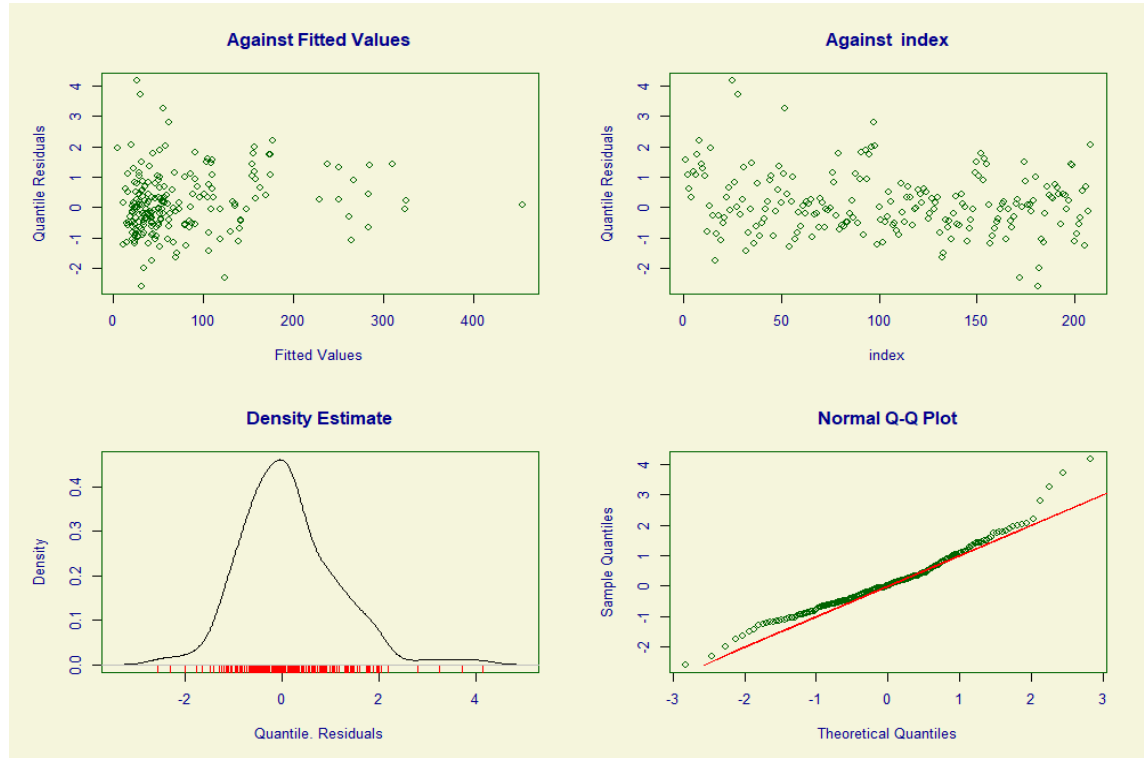 Against Fitted Values
Quantile Residuals
4
3
2
1
0
-1
-2
0 100 200 300 400
Fitted Values
Against  index
Quantile Residuals
4
3
2
1
0
-1
-2
0 50 100 150 200
index
Density Estimate
Density
0.4
0.3
0.2
0.1
0.0
-2 0 2 4
Quantile. Residuals
Normal Q-Q Plot
Sample Quantiles
4
3
2
1
0
-1
-2
-3 -2 -1 0 1 2 3
Theoretical Quantiles